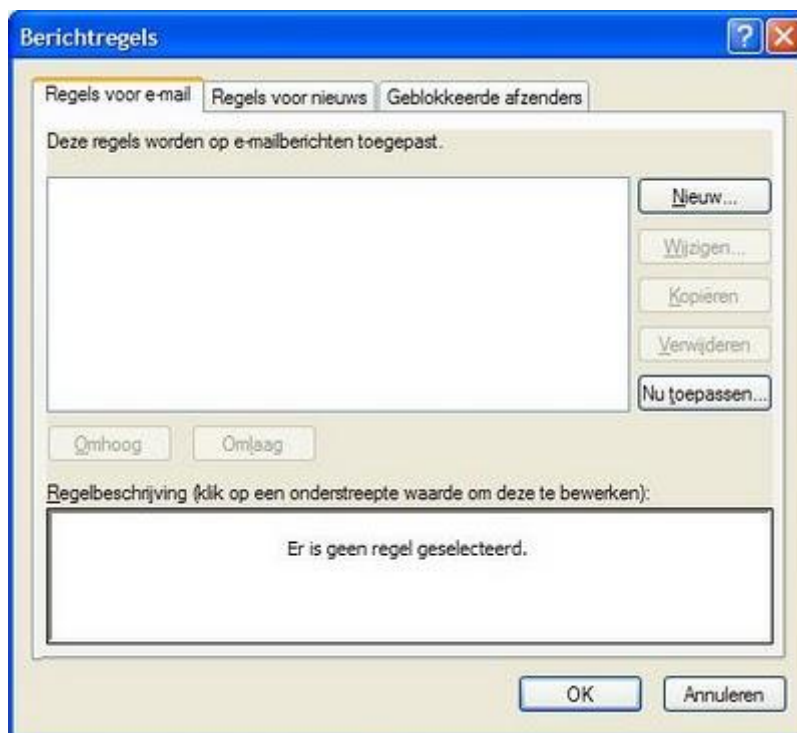 Berichtregels
Regels voor e-mail Regels voor nieuws Geblokkeerde afzenders
Deze regels worden op e-mailberichten toegepast.
Nieuw...
Wijzigen...
Kopiëren
Verwijderen
Nu toepassen...
Omhoog Omlaag
Regelbeschrijving (klik op een onderstreepte waarde om deze te bewerken):
Er is geen regel geselecteerd.
OK Annuleren